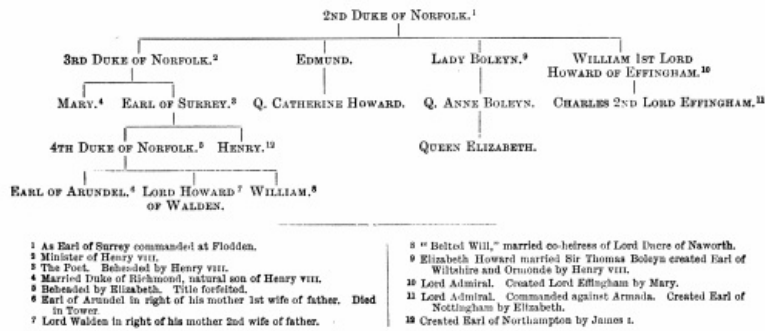 2ND DUKE OF NORFOLK.¹
3RD DUKE OF NORFOLK.² EDMUND. LADY BOLEYN.⁹ WILLIAM 1ST LORD
HOWARD OF EFFINGHAM.¹⁰
MARY.⁴ EARL OF SURREY.³ Q. CATHERINE HOWARD. Q. ANNE BOLEYN. CHARLES 2ND LORD EFFINGHAM.¹¹
4TH DUKE OF NORFOLK.⁵ HENRY.¹² QUEEN ELIZABETH.
EARL OF ARUNDEL.⁶ LORD HOWARD⁷ WILLIAM.⁸
OF WALDEN.
1 As Earl of Surrey commanded at Flodden.
2 Minister of Henry VIII.
3 The Poet. Beheaded by Henry VIII.
4 Married Duke of Richmond, natural son of Henry VIII.
5 Beheaded by Elizabeth. Title forfeited.
6 Earl of Arundel in right of his mother 1st wife of father. Died
in Tower.
7 Lord Walden in right of his mother 2nd wife of father.
8 "Belted Will," married co-heiress of Lord Dacre of Naworth.
9 Elizabeth Howard married Sir Thomas Boleyn created Earl of
Wiltshire and Ormonde by Henry VIII.
10 Lord Admiral. Created Lord Effingham by Mary.
11 Lord Admiral. Commanded against Armada. Created Earl of
Nottingham by Elizabeth.
12 Created Earl of Northampton by James I.